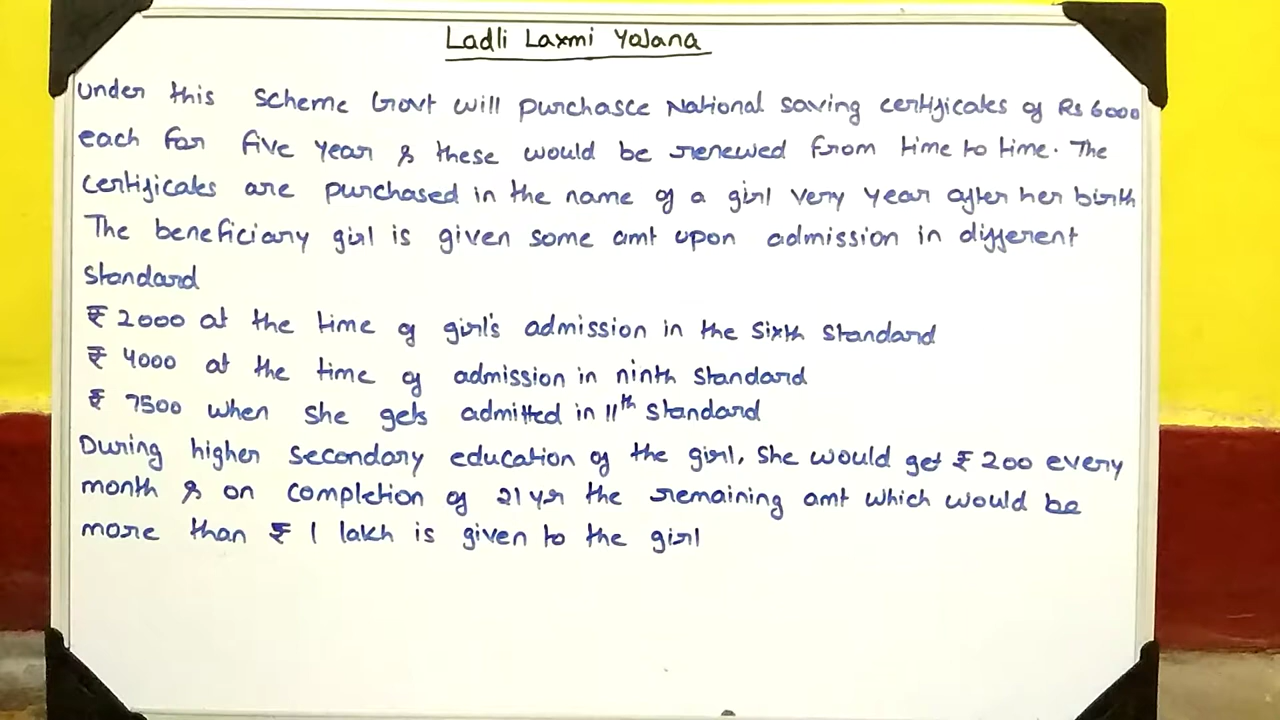 Ladli Laxmi Yojana
Under this Scheme Govt will purchasce National saving certificates of Rs 6000
each for five year & these would be renewed from time to time. The
certificates are purchased in the name of a girl very year after her birth
The beneficiary girl is given some amt upon admission in different
standard
₹ 2000 at the time of girl's admission in the sixth standard
₹ 4000 at the time of admission in ninth standard
₹ 7500 when she gets admitted in 11th standard
During higher secondary education of the girl, she would get ₹ 200 every
month & on completion of 21 yr the remaining amt which would be
more than ₹ 1 lakh is given to the girl